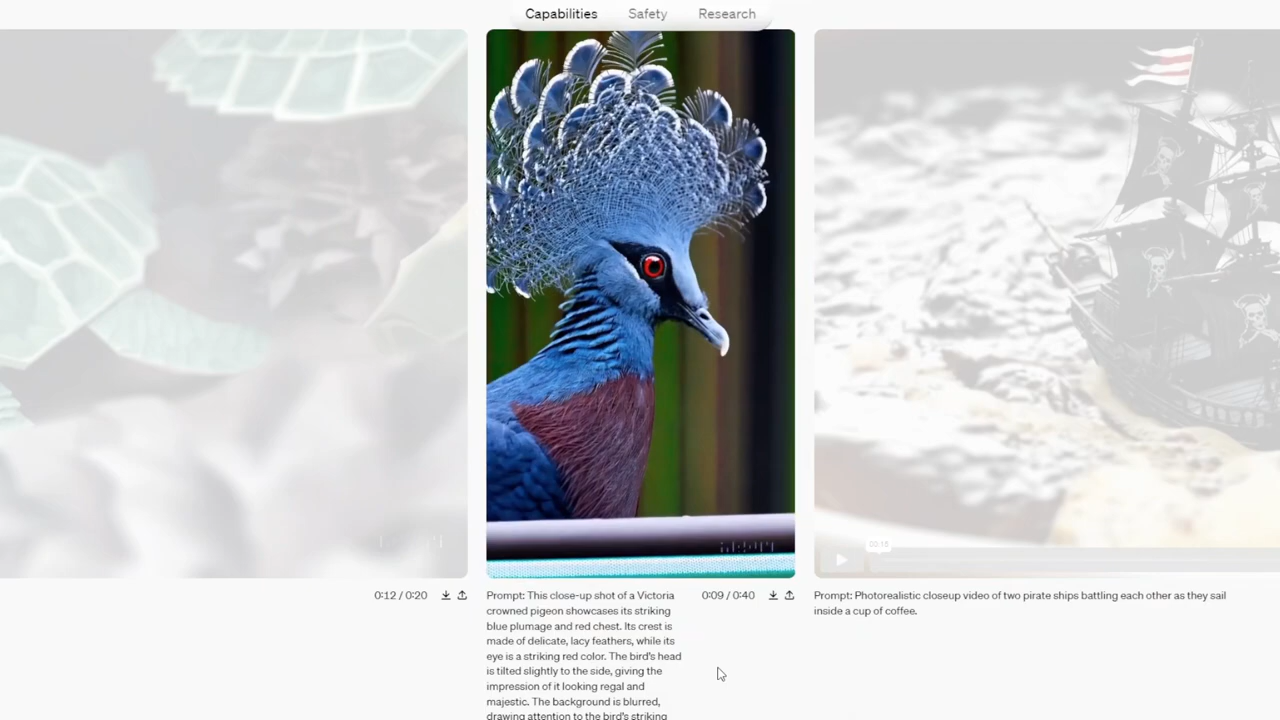 Capabilities Safety Research
00:15
0:12 / 0:20
Prompt: This close-up shot of a Victoria
crowned pigeon showcases its striking
blue plumage and red chest. Its crest is
made of delicate, lacy feathers, while its
eye is a striking red color. The bird's head
is tilted slightly to the side, giving the
impression of it looking regal and
majestic. The background is blurred,
drawing attention to the bird's striking
0:09 / 0:40
Prompt: Photorealistic closeup video of two pirate ships battling each other as they sail
inside a cup of coffee.